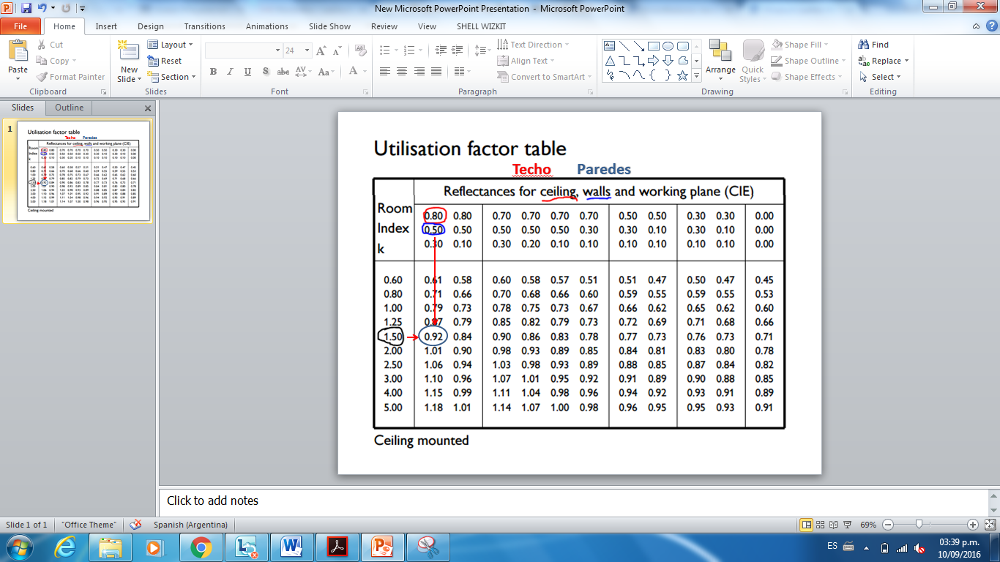 New Microsoft PowerPoint Presentation - Microsoft PowerPoint
File Home Insert Design Transitions Animations Slide Show Review View SHELL WIZKIT
Paste
Cut
Copy
Format Painter
Clipboard
New Slide
Layout
Reset
Section
Slides
24
Font
Text Direction
Align Text
Convert to SmartArt
Paragraph
Arrange
Quick Styles
Shape Fill
Shape Outline
Shape Effects
Drawing
Find
Replace
Select
Editing
Slides Outline
1
Utilisation factor table
Techo Paredes
Reflectances for ceiling, walls and working plane (CIE)
Room Index k
0.80 0.80 0.70 0.70 0.70 0.70 0.50 0.50 0.30 0.30 0.00
0.50 0.50 0.50 0.50 0.50 0.30 0.30 0.10 0.30 0.10 0.00
0.30 0.10 0.30 0.20 0.10 0.10 0.10 0.10 0.10 0.10 0.00
0.60 0.61 0.58 0.60 0.58 0.57 0.51 0.51 0.47 0.50 0.47 0.45
0.80 0.71 0.66 0.70 0.68 0.66 0.60 0.59 0.55 0.59 0.55 0.53
1.00 0.79 0.73 0.78 0.75 0.73 0.67 0.66 0.62 0.65 0.62 0.60
1.25 0.87 0.79 0.85 0.82 0.79 0.73 0.72 0.69 0.71 0.68 0.66
1.50 0.92 0.84 0.90 0.86 0.83 0.78 0.77 0.73 0.76 0.73 0.71
2.00 1.01 0.90 0.98 0.93 0.89 0.85 0.84 0.81 0.83 0.80 0.78
2.50 1.06 0.94 1.03 0.98 0.93 0.89 0.88 0.85 0.87 0.84 0.82
3.00 1.10 0.96 1.07 1.01 0.95 0.92 0.91 0.89 0.90 0.88 0.85
4.00 1.15 0.99 1.11 1.04 0.98 0.96 0.94 0.92 0.93 0.91 0.89
5.00 1.18 1.01 1.14 1.07 1.00 0.98 0.96 0.95 0.95 0.93 0.91
Ceiling mounted
Click to add notes
Slide 1 of 1 "Office Theme" Spanish (Argentina) 69%
ES 03:39 p.m.
10/09/2016